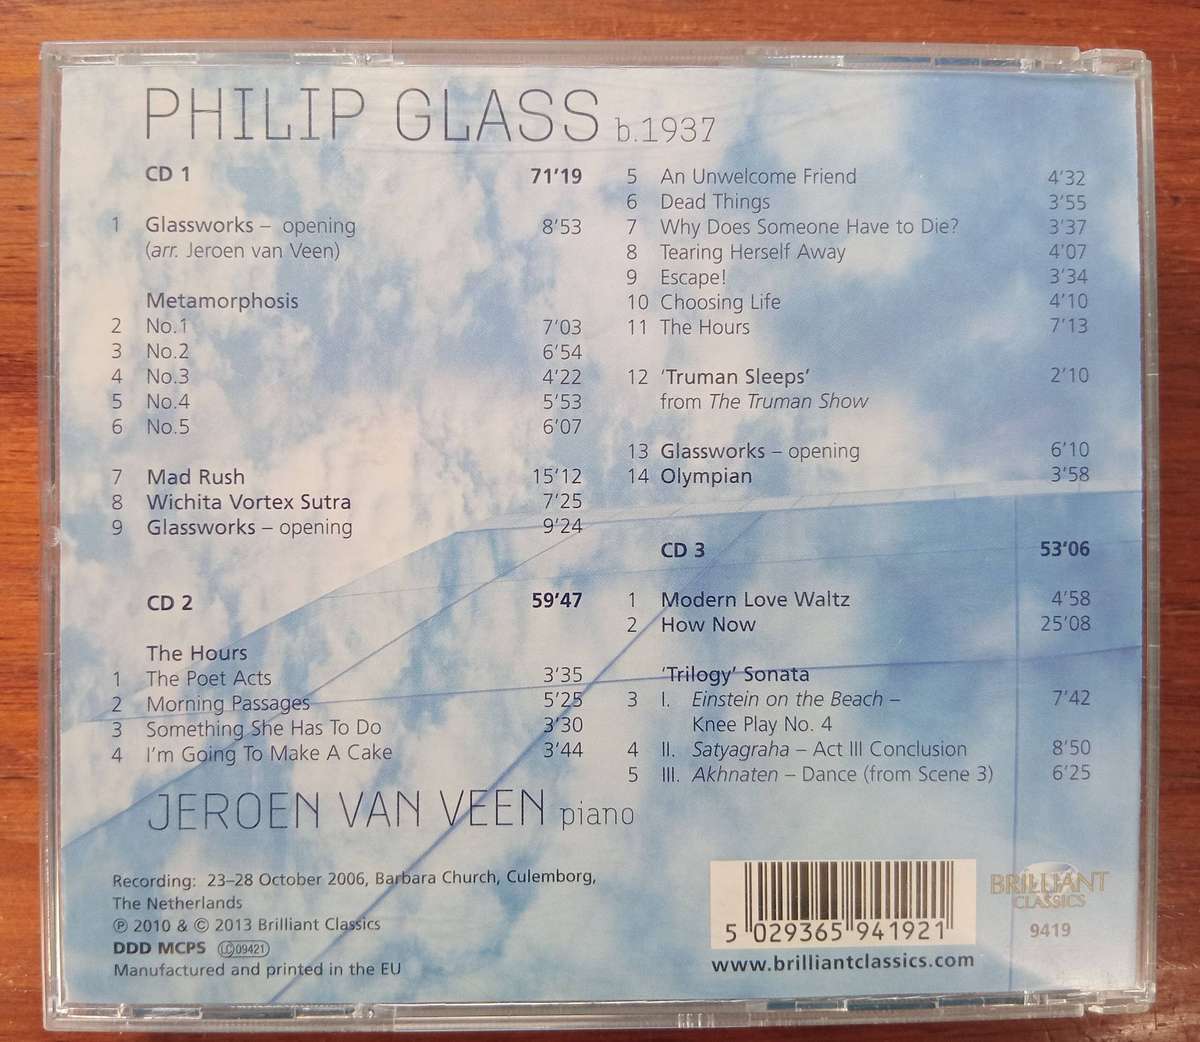 PHILIP GLASS b.1937
CD 1 71'19
1 Glassworks – opening 8'53
(arr. Jeroen van Veen)
Metamorphosis
2 No.1 7'03
3 No.2 6'54
4 No.3 4'22
5 No.4 5'53
6 No.5 6'07
7 Mad Rush 15'12
8 Wichita Vortex Sutra 7'25
9 Glassworks – opening 9'24
CD 2 59'47
The Hours
1 The Poet Acts 3'35
2 Morning Passages 5'25
3 Something She Has To Do 3'30
4 I'm Going To Make A Cake 3'44
5 An Unwelcome Friend 4'32
6 Dead Things 3'55
7 Why Does Someone Have to Die? 3'37
8 Tearing Herself Away 4'07
9 Escape! 3'34
10 Choosing Life 4'10
11 The Hours 7'13
12 'Truman Sleeps' 2'10
from The Truman Show
13 Glassworks – opening 6'10
14 Olympian 3'58
CD 3 53'06
1 Modern Love Waltz 4'58
2 How Now 25'08
'Trilogy' Sonata
3 I. Einstein on the Beach – 7'42
Knee Play No. 4
4 II. Satyagraha – Act III Conclusion 8'50
5 III. Akhnaten – Dance (from Scene 3) 6'25
JEROEN VAN VEEN piano
Recording: 23–28 October 2006, Barbara Church, Culemborg,
The Netherlands
℗ 2010 & © 2013 Brilliant Classics
DDD MCPS LC 09421
Manufactured and printed in the EU
5 029365 941921
www.brilliantclassics.com
BRILLIANT
CLASSICS
9419